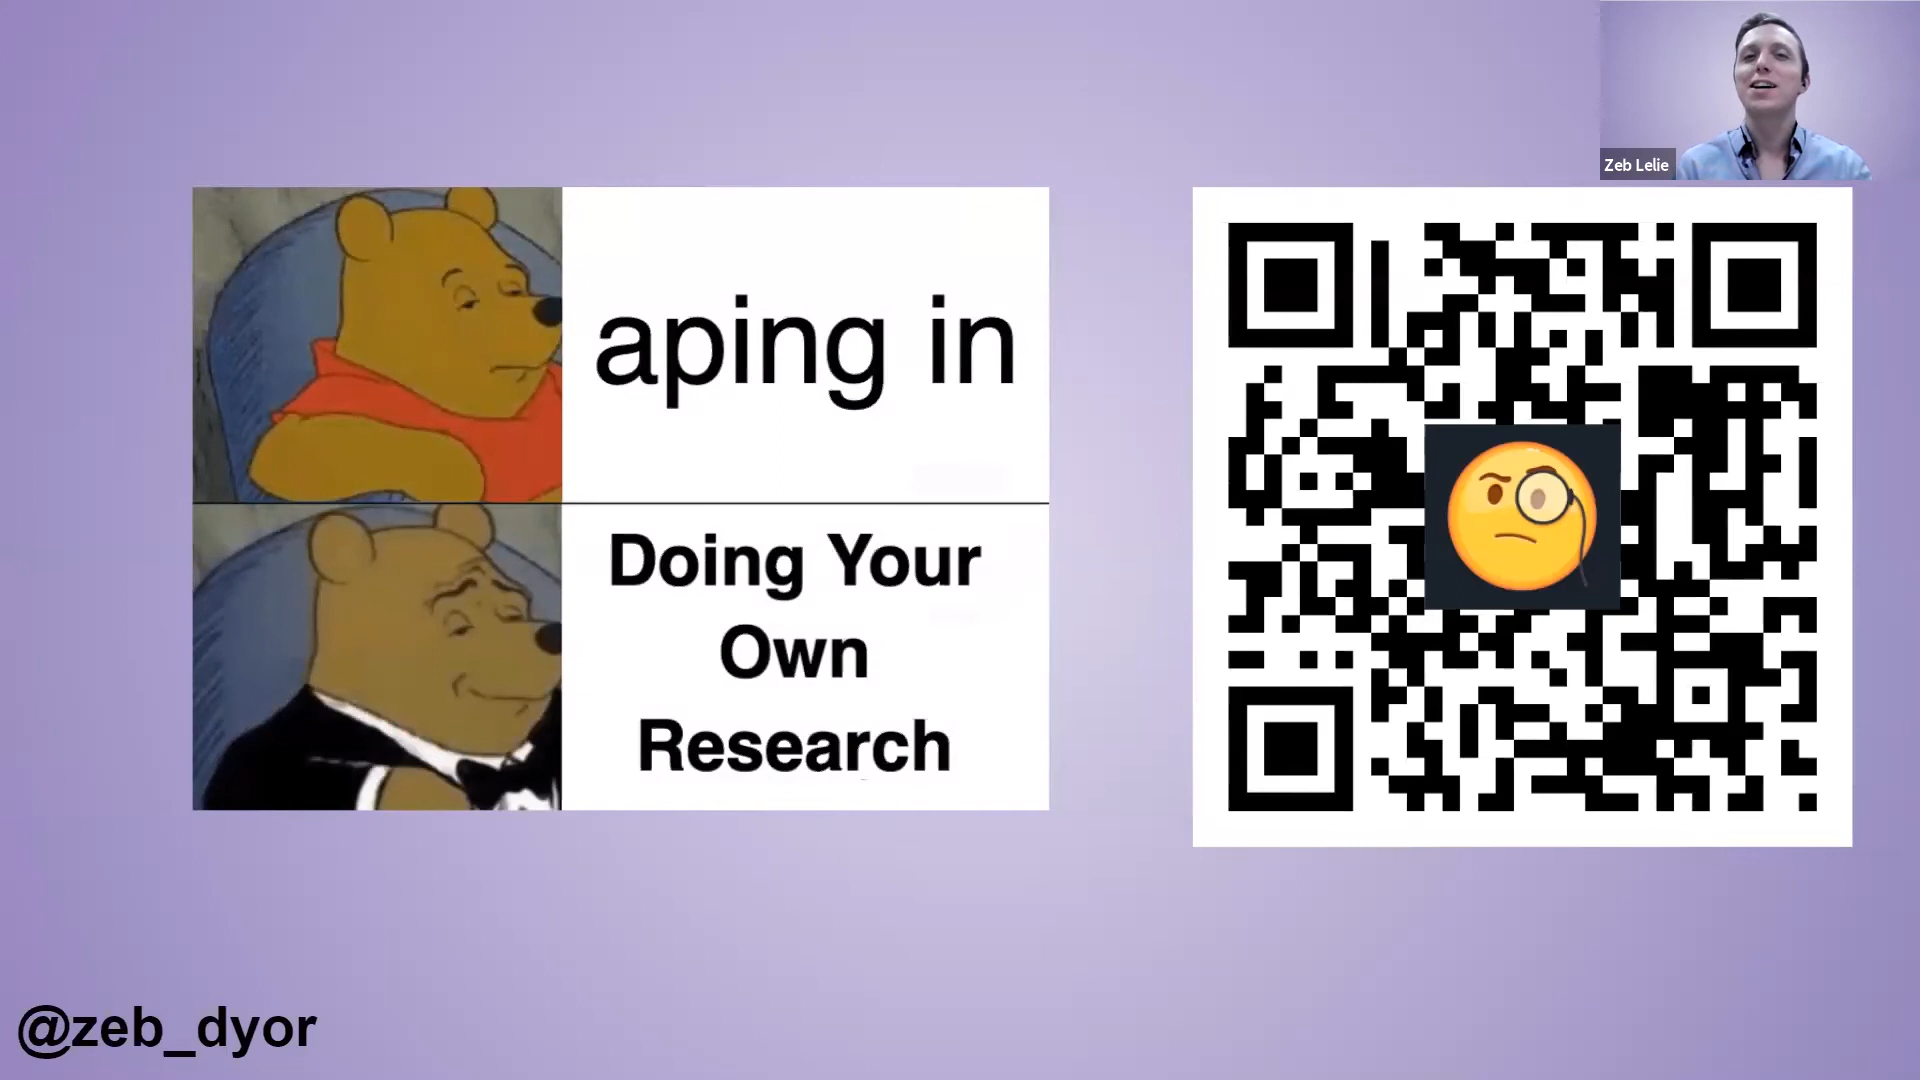 Zeb Lelie
aping in
Doing Your
Own
Research
@zeb_dyor